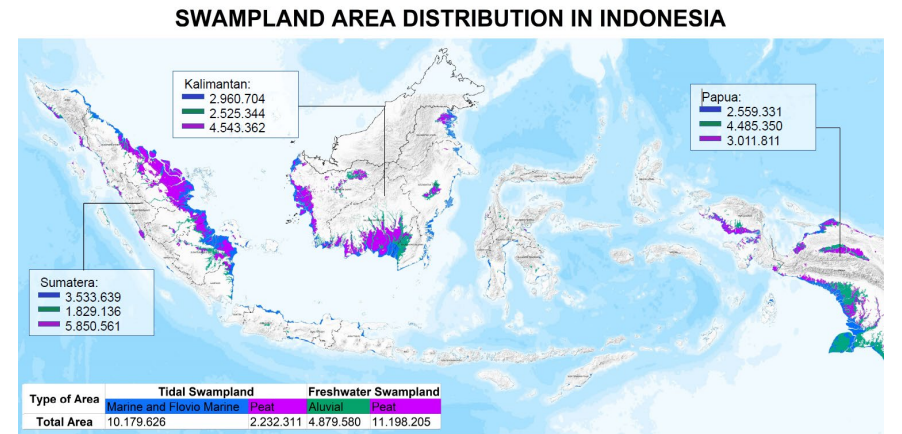 SWAMPLAND AREA DISTRIBUTION IN INDONESIA
Kalimantan:
2.960.704
2.525.344
4.543.362
Papua:
2.559.331
4.485.350
3.011.811
Sumatera:
3.533.639
1.829.136
5.850.561
Type of Area Tidal Swampland Freshwater Swampland
Marine and Flovio Marine Peat Aluvial Peat
Total Area 10.179.626 2.232.311 4.879.580 11.198.205